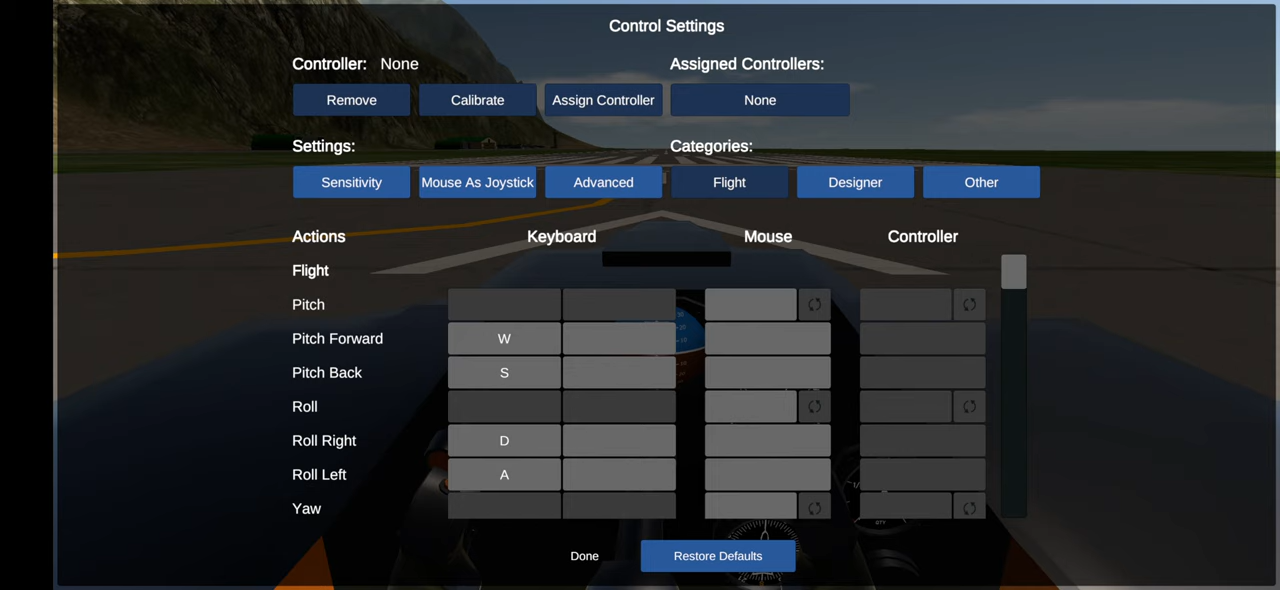 Control Settings
Controller: None
Assigned Controllers:
Remove
Calibrate
Assign Controller
None
Settings:
Categories:
Sensitivity
Mouse As Joystick
Advanced
Flight
Designer
Other
Actions
Keyboard
Mouse
Controller
Flight
Pitch
Pitch Forward
W
Pitch Back
S
Roll
Roll Right
D
Roll Left
A
Yaw
QTY
Done
Restore Defaults